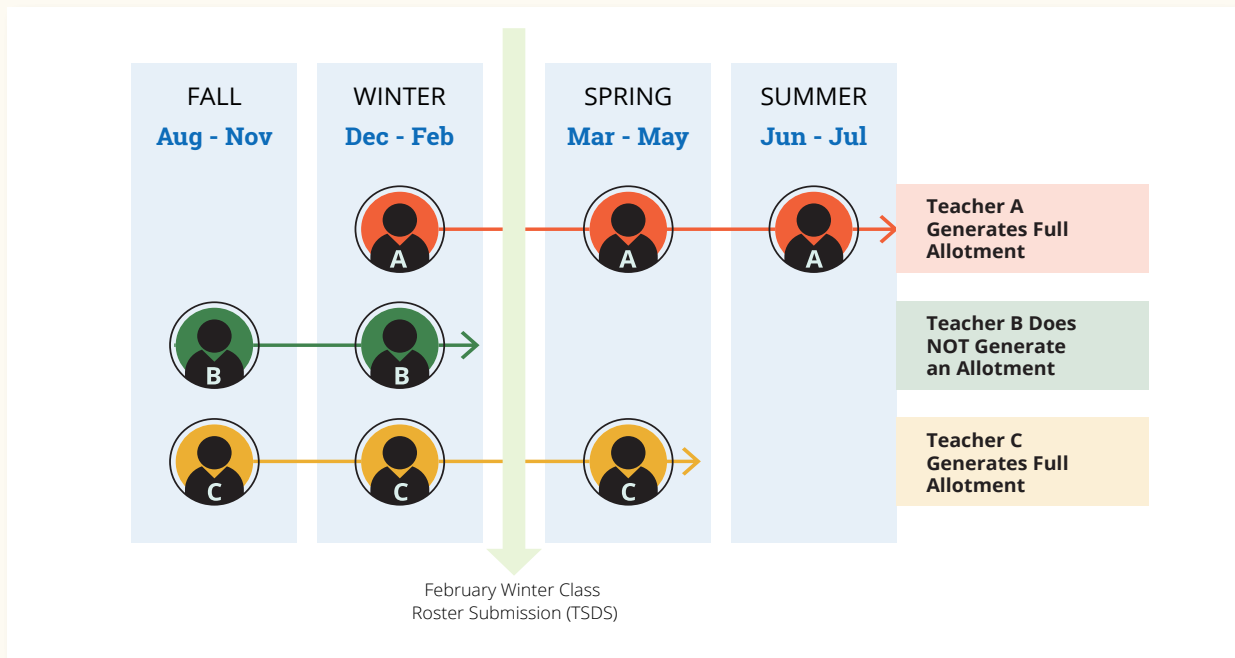 FALL
Aug - Nov
WINTER
Dec - Feb
SPRING
Mar - May
SUMMER
Jun - Jul
A
A
A
Teacher A
Generates Full
Allotment
B
B
Teacher B Does
NOT Generate
an Allotment
C
C
C
Teacher C
Generates Full
Allotment
February Winter Class
Roster Submission (TSDS)